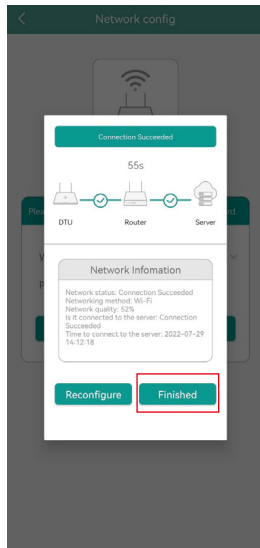 Network config
Connection Succeeded
55s
DTU Router Server
Network Infomation
Network status: Connection Succeeded
Networking method: Wi-Fi
Network quality: 52%
Is it connected to the server: Connection
Succeeded
Time to connect to the server: 2022-07-29
14:12:18
Reconfigure Finished